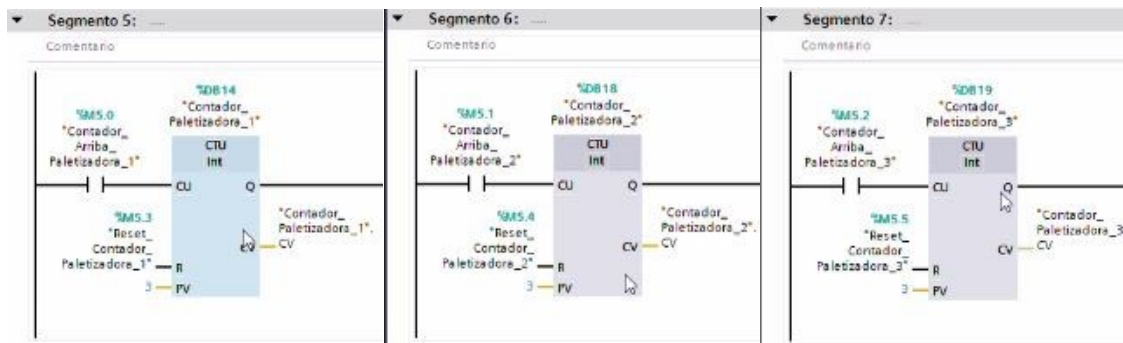 Segmento 5: .....
Comentario
%DB14
"Contador_
Paletizadora_1"
%M5.0
"Contador_
Arriba_
Paletizadora_1"
CTU
Int
CU
Q
%M5.3
"Reset_
Contador_
Paletizadora_1"
R
3
PV
CV
"Contador_
Paletizadora_1".
CV
Segmento 6: .....
Comentario
%DB18
"Contador_
Paletizadora_2"
%M5.1
"Contador_
Arriba_
Paletizadora_2"
CTU
Int
CU
Q
%M5.4
"Reset_
Contador_
Paletizadora_2"
R
3
PV
CV
"Contador_
Paletizadora_2".
CV
Segmento 7: .....
Comentario
%DB19
"Contador_
Paletizadora_3"
%M5.2
"Contador_
Arriba_
Paletizadora_3"
CTU
Int
CU
Q
%M5.5
"Reset_
Contador_
Paletizadora_3"
R
3
PV
CV
"Contador_
Paletizadora_3
CV